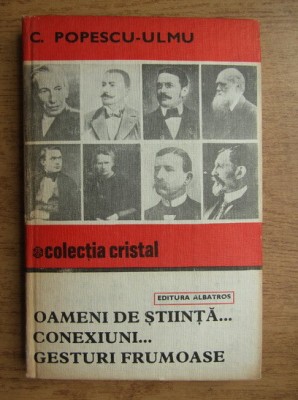 C. POPESCU-ULMU
colecția cristal
EDITURA ALBATROS
OAMENI DE ȘTIINȚĂ...
CONEXIUNI...
GESTURI FRUMOASE